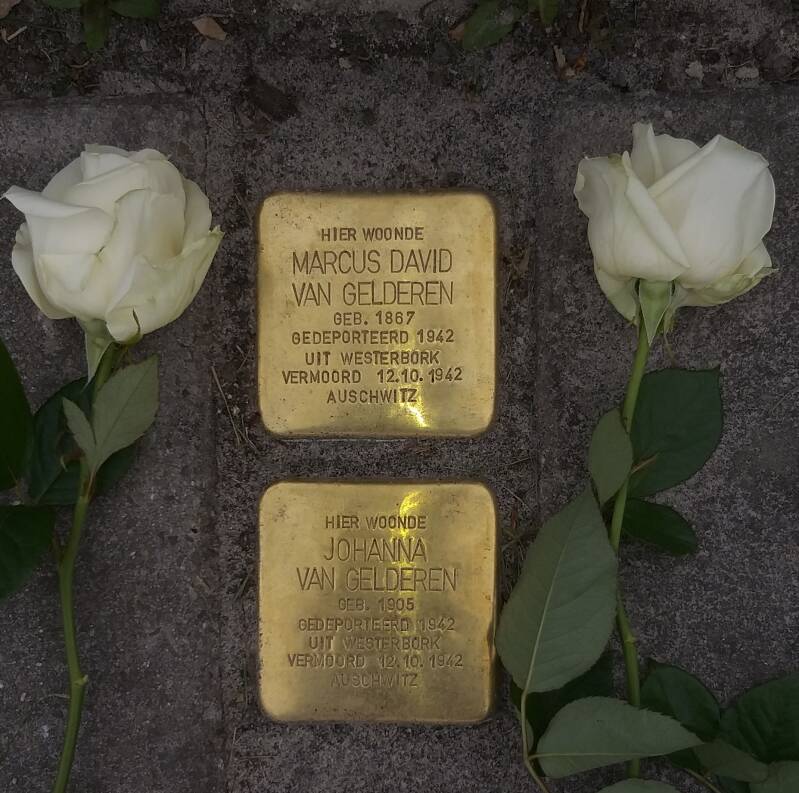 HIER WOONDE
MARCUS DAVID
VAN GELDEREN
GEB. 1867
GEDEPORTEERD 1942
UIT WESTERBORK
VERMOORD 12.10.1942
AUSCHWITZ
HIER WOONDE
JOHANNA
VAN GELDEREN
GEB. 1905
GEDEPORTEERD 1942
UIT WESTERBORK
VERMOORD 12.10.1942
AUSCHWITZ